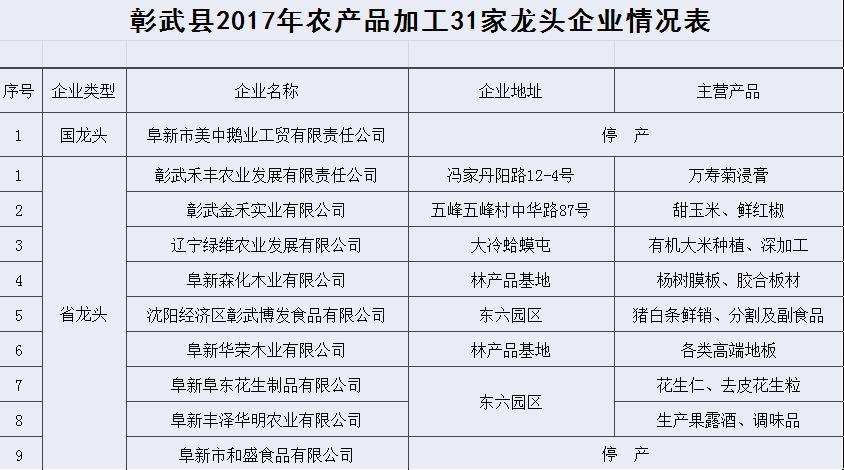 彰武县2017年农产品加工31家龙头企业情况表
序号 企业类型 企业名称 企业地址 主营产品
1 国龙头 阜新市美中鹅业工贸有限责任公司 停 产
1 彰武禾丰农业发展有限责任公司 冯家丹阳路12-4号 万寿菊浸膏
2 彰武金禾实业有限公司 五峰五峰村中华路87号 甜玉米、鲜红椒
3 辽宁绿维农业发展有限公司 大冷蛤蟆屯 有机大米种植、深加工
4 阜新森化木业有限公司 林产品基地 杨树膜板、胶合板材
5 省龙头 沈阳经济区彰武博发食品有限公司 东六园区 猪白条鲜销、分割及副食品
6 阜新华荣木业有限公司 林产品基地 各类高端地板
7 阜新阜东花生制品有限公司 东六园区 花生仁、去皮花生粒
8 阜新丰泽华明农业有限公司 生产果露酒、调味品
9 阜新市和盛食品有限公司 停 产